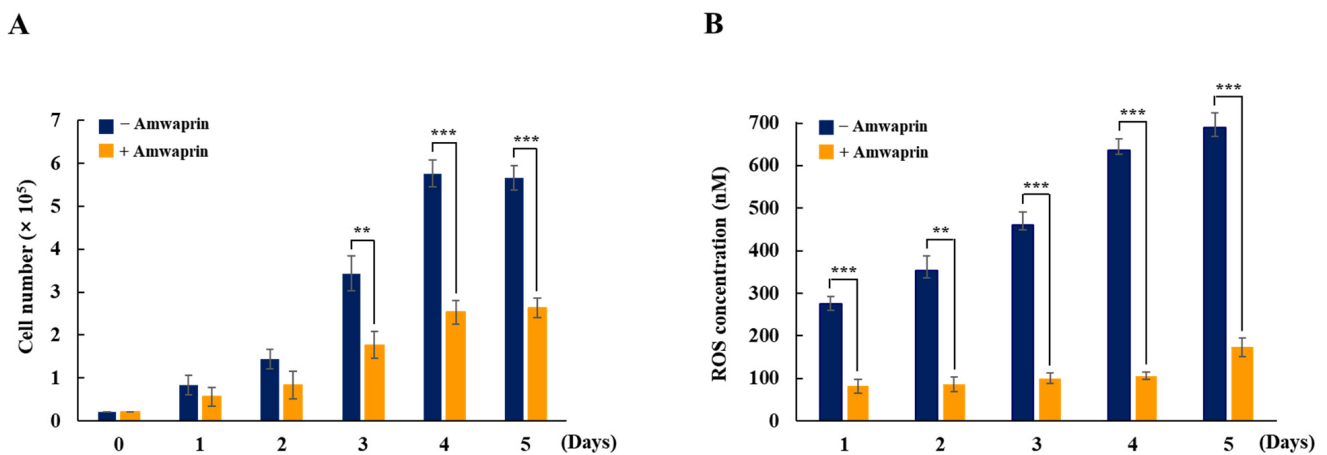 A
Cell number (× 10⁵)
7
6
5
4
3
2
1
0
− Amwaprin
+ Amwaprin
**
***
***
0 1 2 3 4 5 (Days)
B
ROS concentration (nM)
700
600
500
400
300
200
100
0
− Amwaprin
+ Amwaprin
***
**
***
***
***
1 2 3 4 5 (Days)